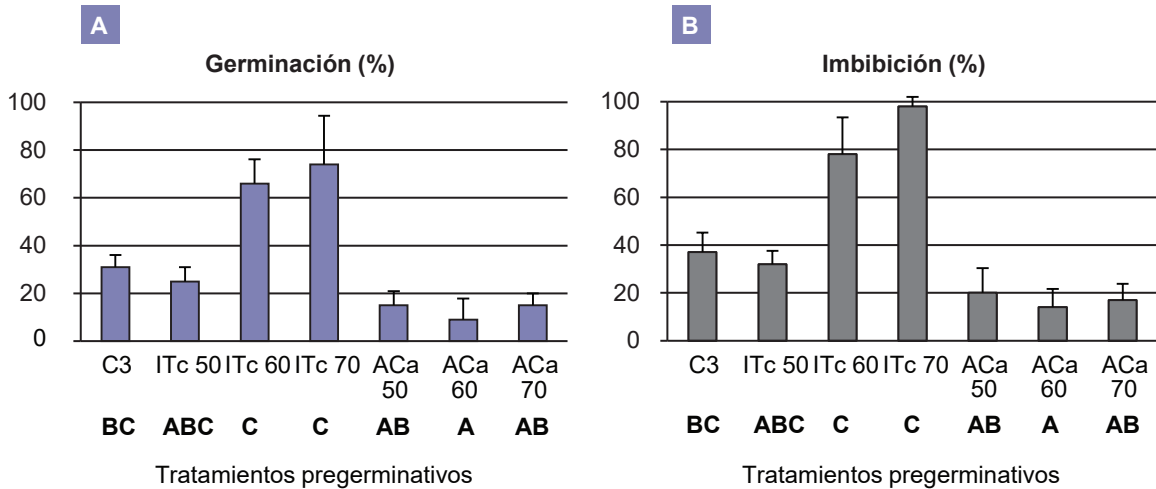 A
Germinación (%)
100
80
60
40
20
0
C3 ITc 50 ITc 60 ITc 70 ACa 50 ACa 60 ACa 70
BC ABC C C AB A AB
Tratamientos pregerminativos
B
Imbibición (%)
100
80
60
40
20
0
C3 ITc 50 ITc 60 ITc 70 ACa 50 ACa 60 ACa 70
BC ABC C C AB A AB
Tratamientos pregerminativos